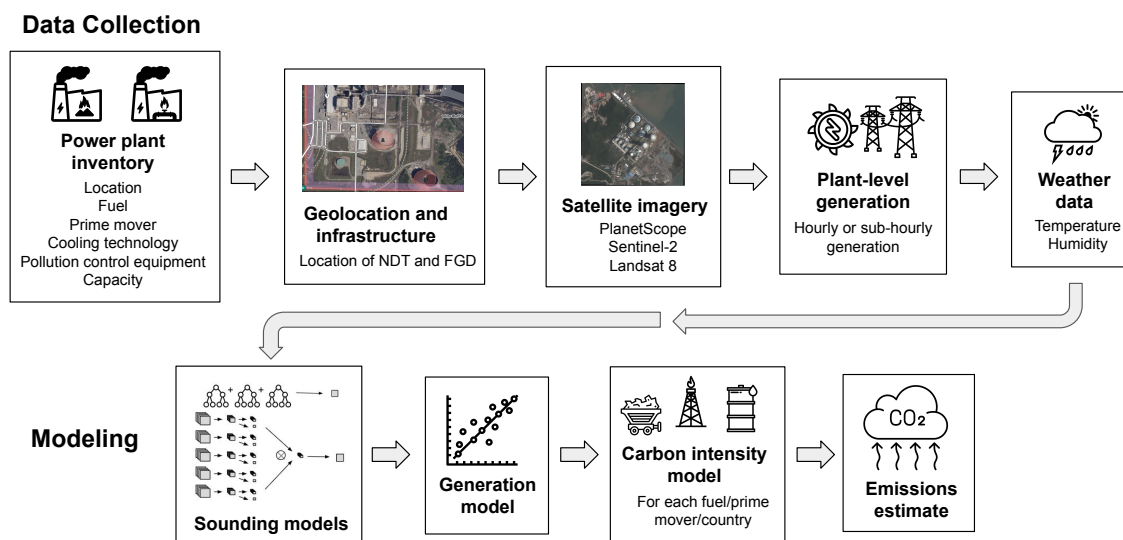 Data Collection
Power plant
inventory
Location
Fuel
Prime mover
Cooling technology
Pollution control equipment
Capacity
Geolocation and
infrastructure
Location of NDT and FGD
Satellite imagery
PlanetScope
Sentinel-2
Landsat 8
Plant-level
generation
Hourly or sub-hourly
generation
Weather
data
Temperature
Humidity
Modeling
+ +
Sounding models
Generation
model
Carbon intensity
model
For each fuel/prime
mover/country
CO₂
Emissions
estimate